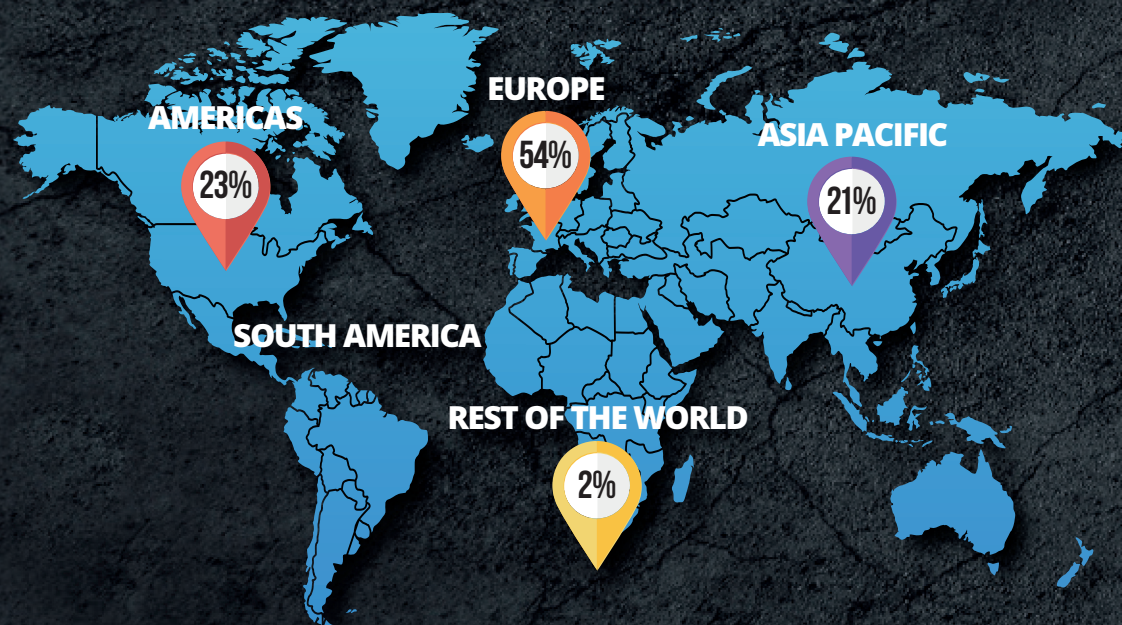 EUROPE
54%
AMERICAS
23%
ASIA PACIFIC
21%
SOUTH AMERICA
REST OF THE WORLD
2%